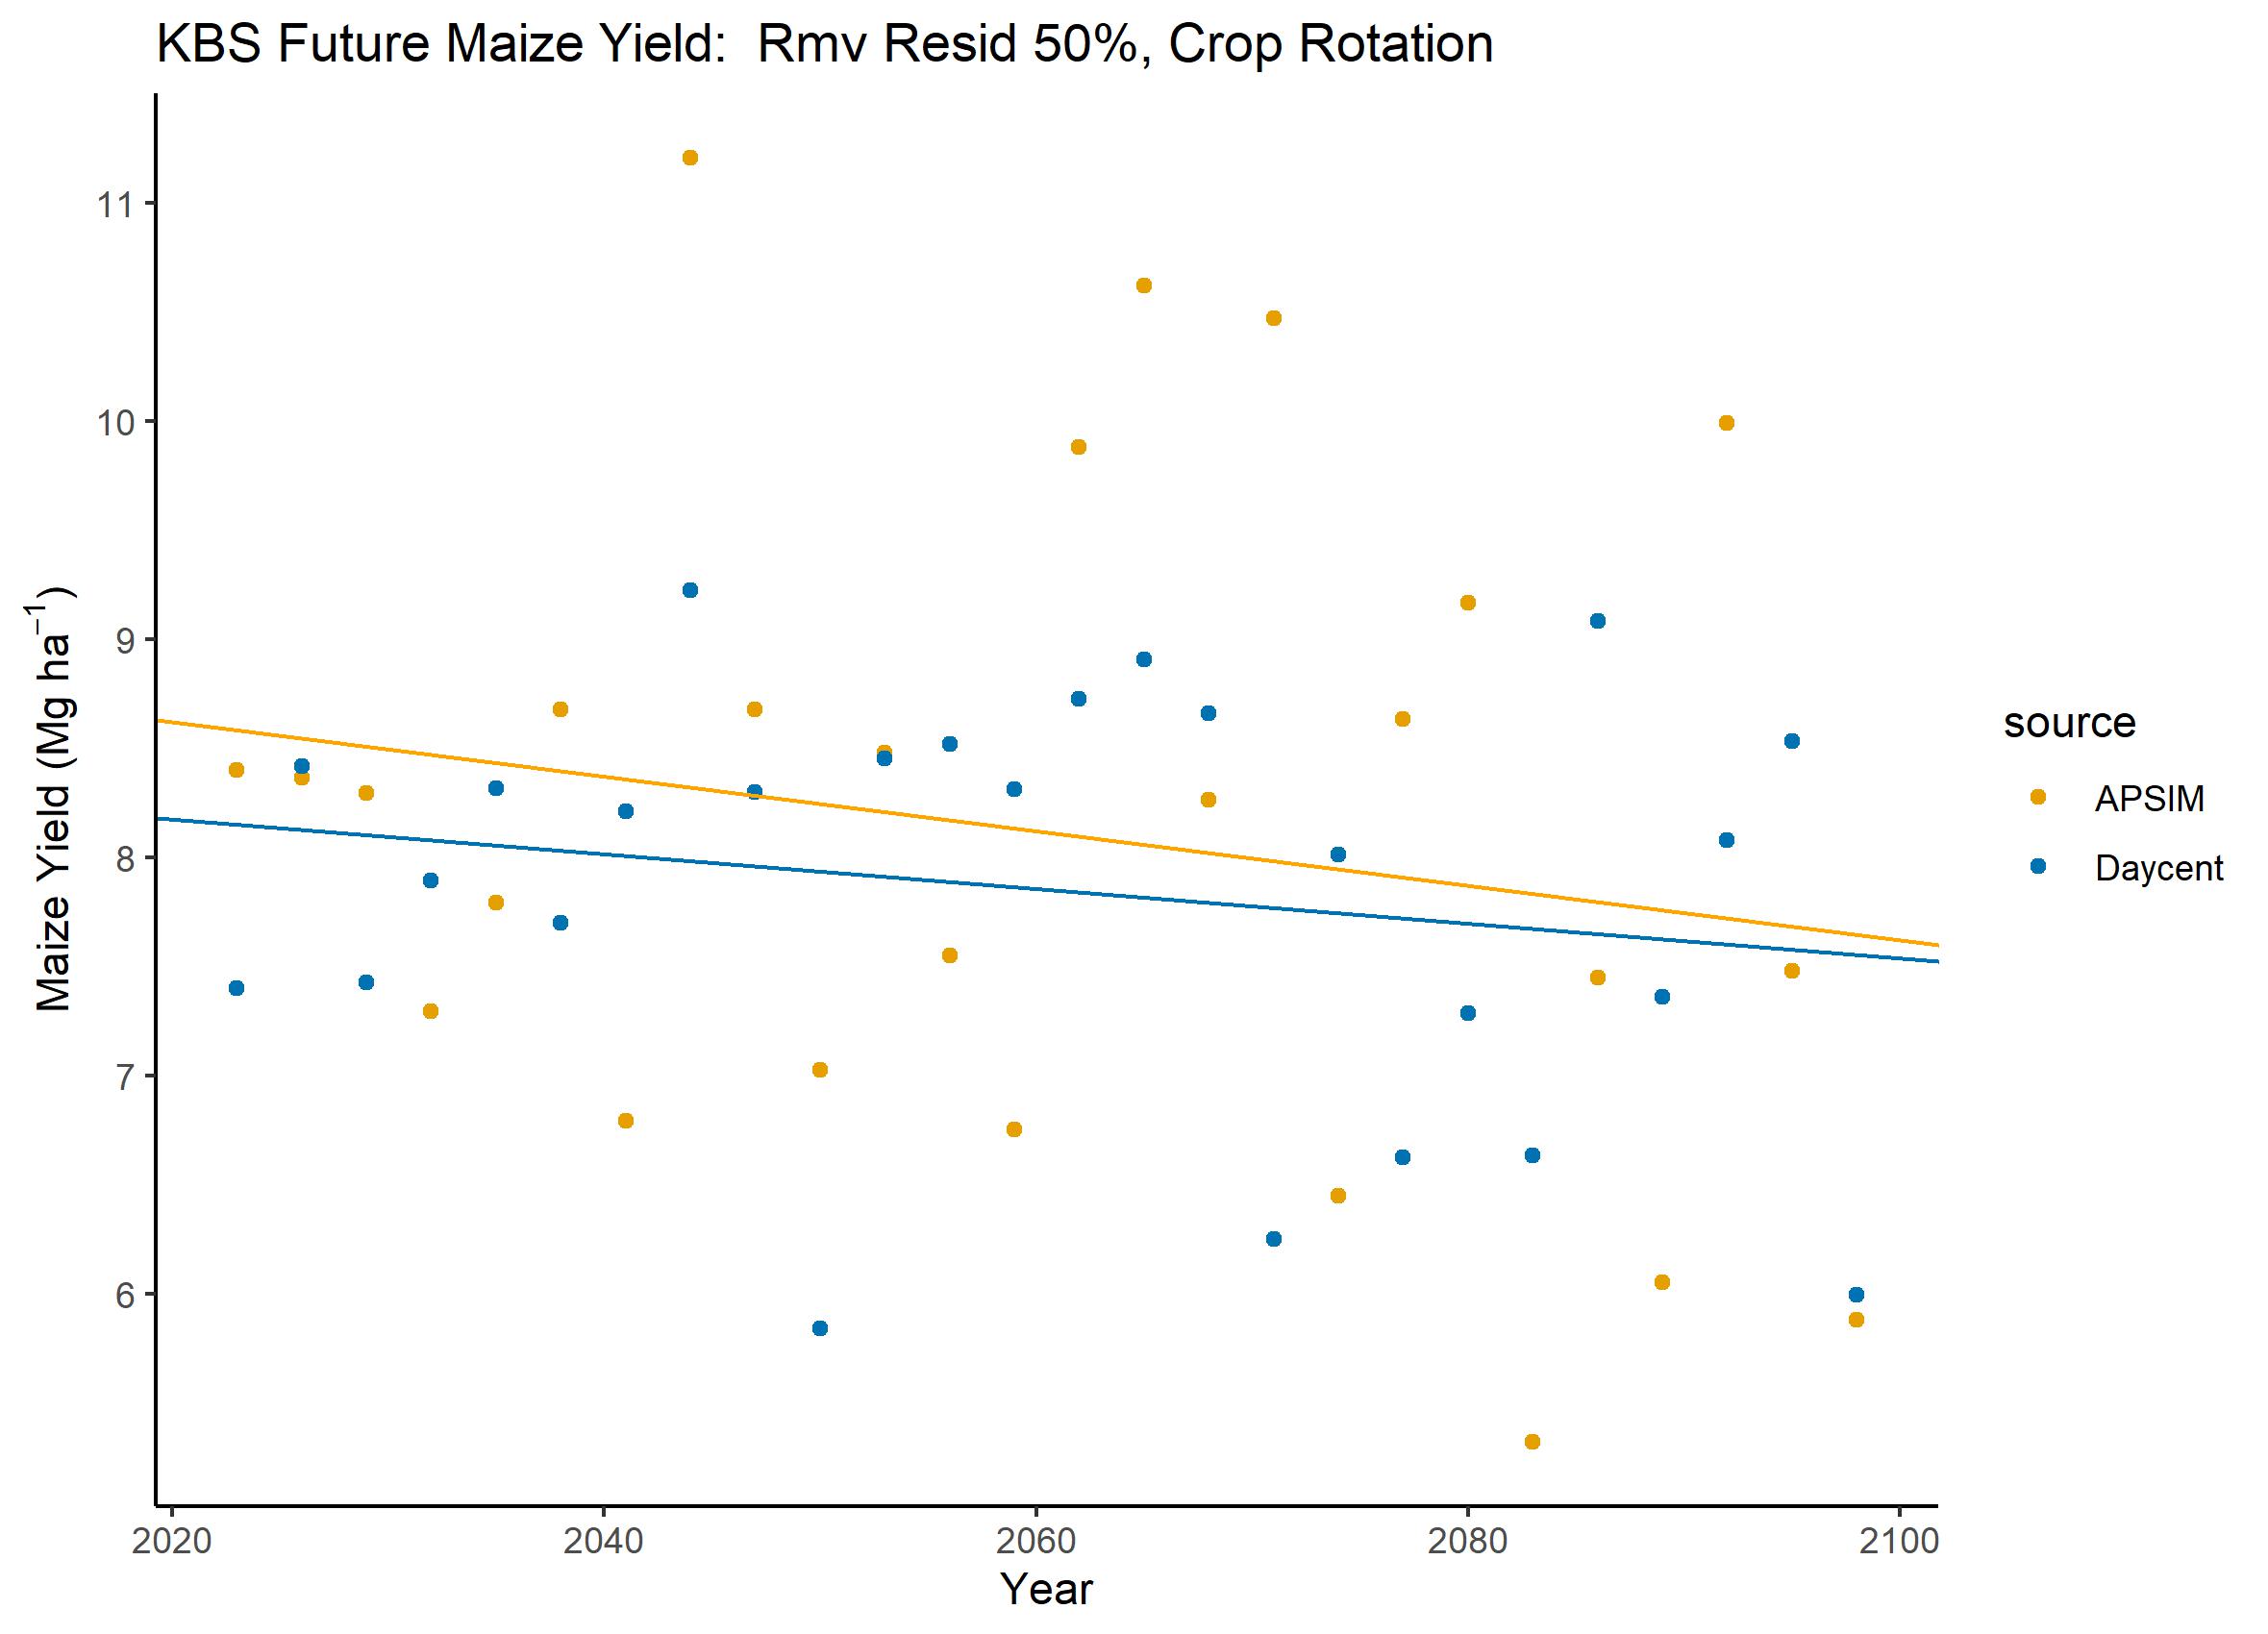 KBS Future Maize Yield:  Rmv Resid 50%, Crop Rotation
Maize Yield (Mg ha⁻¹)
11
10
9
8
7
6
2020 2040 2060 2080 2100
Year
source
APSIM
Daycent